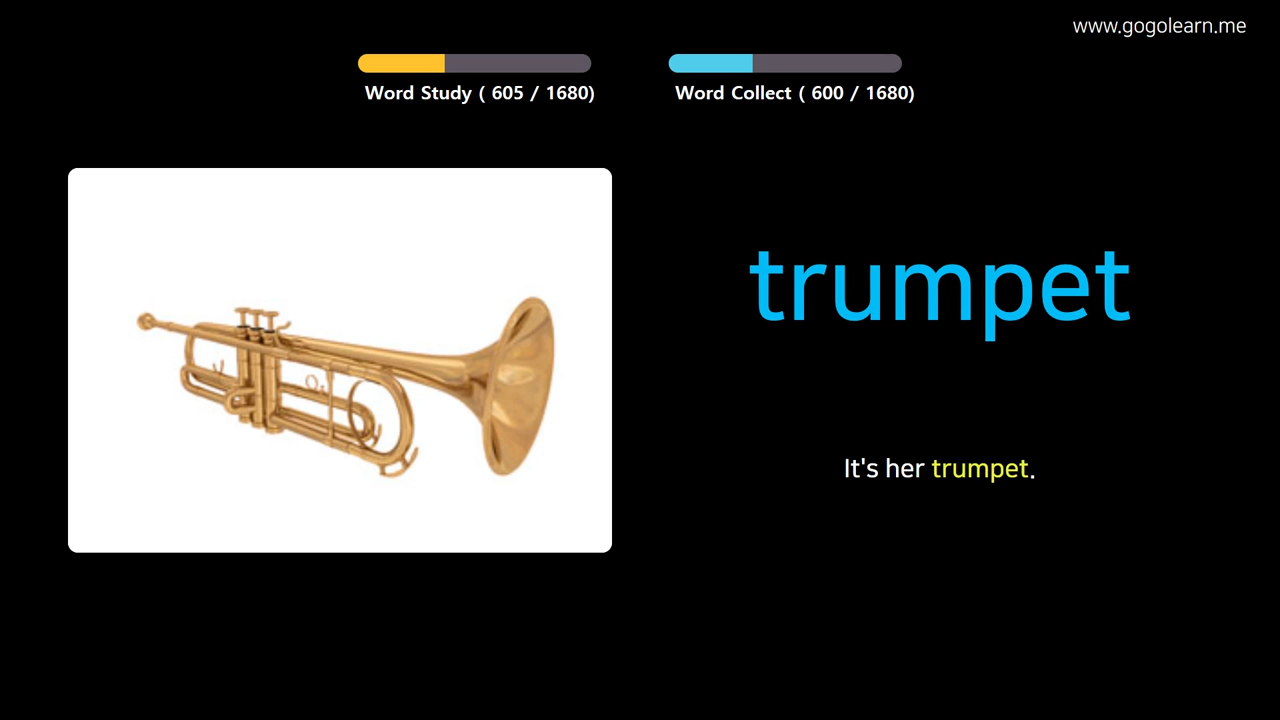 www.gogolearn.me
Word Study ( 605 / 1680)
Word Collect ( 600 / 1680)
trumpet
It's her trumpet.